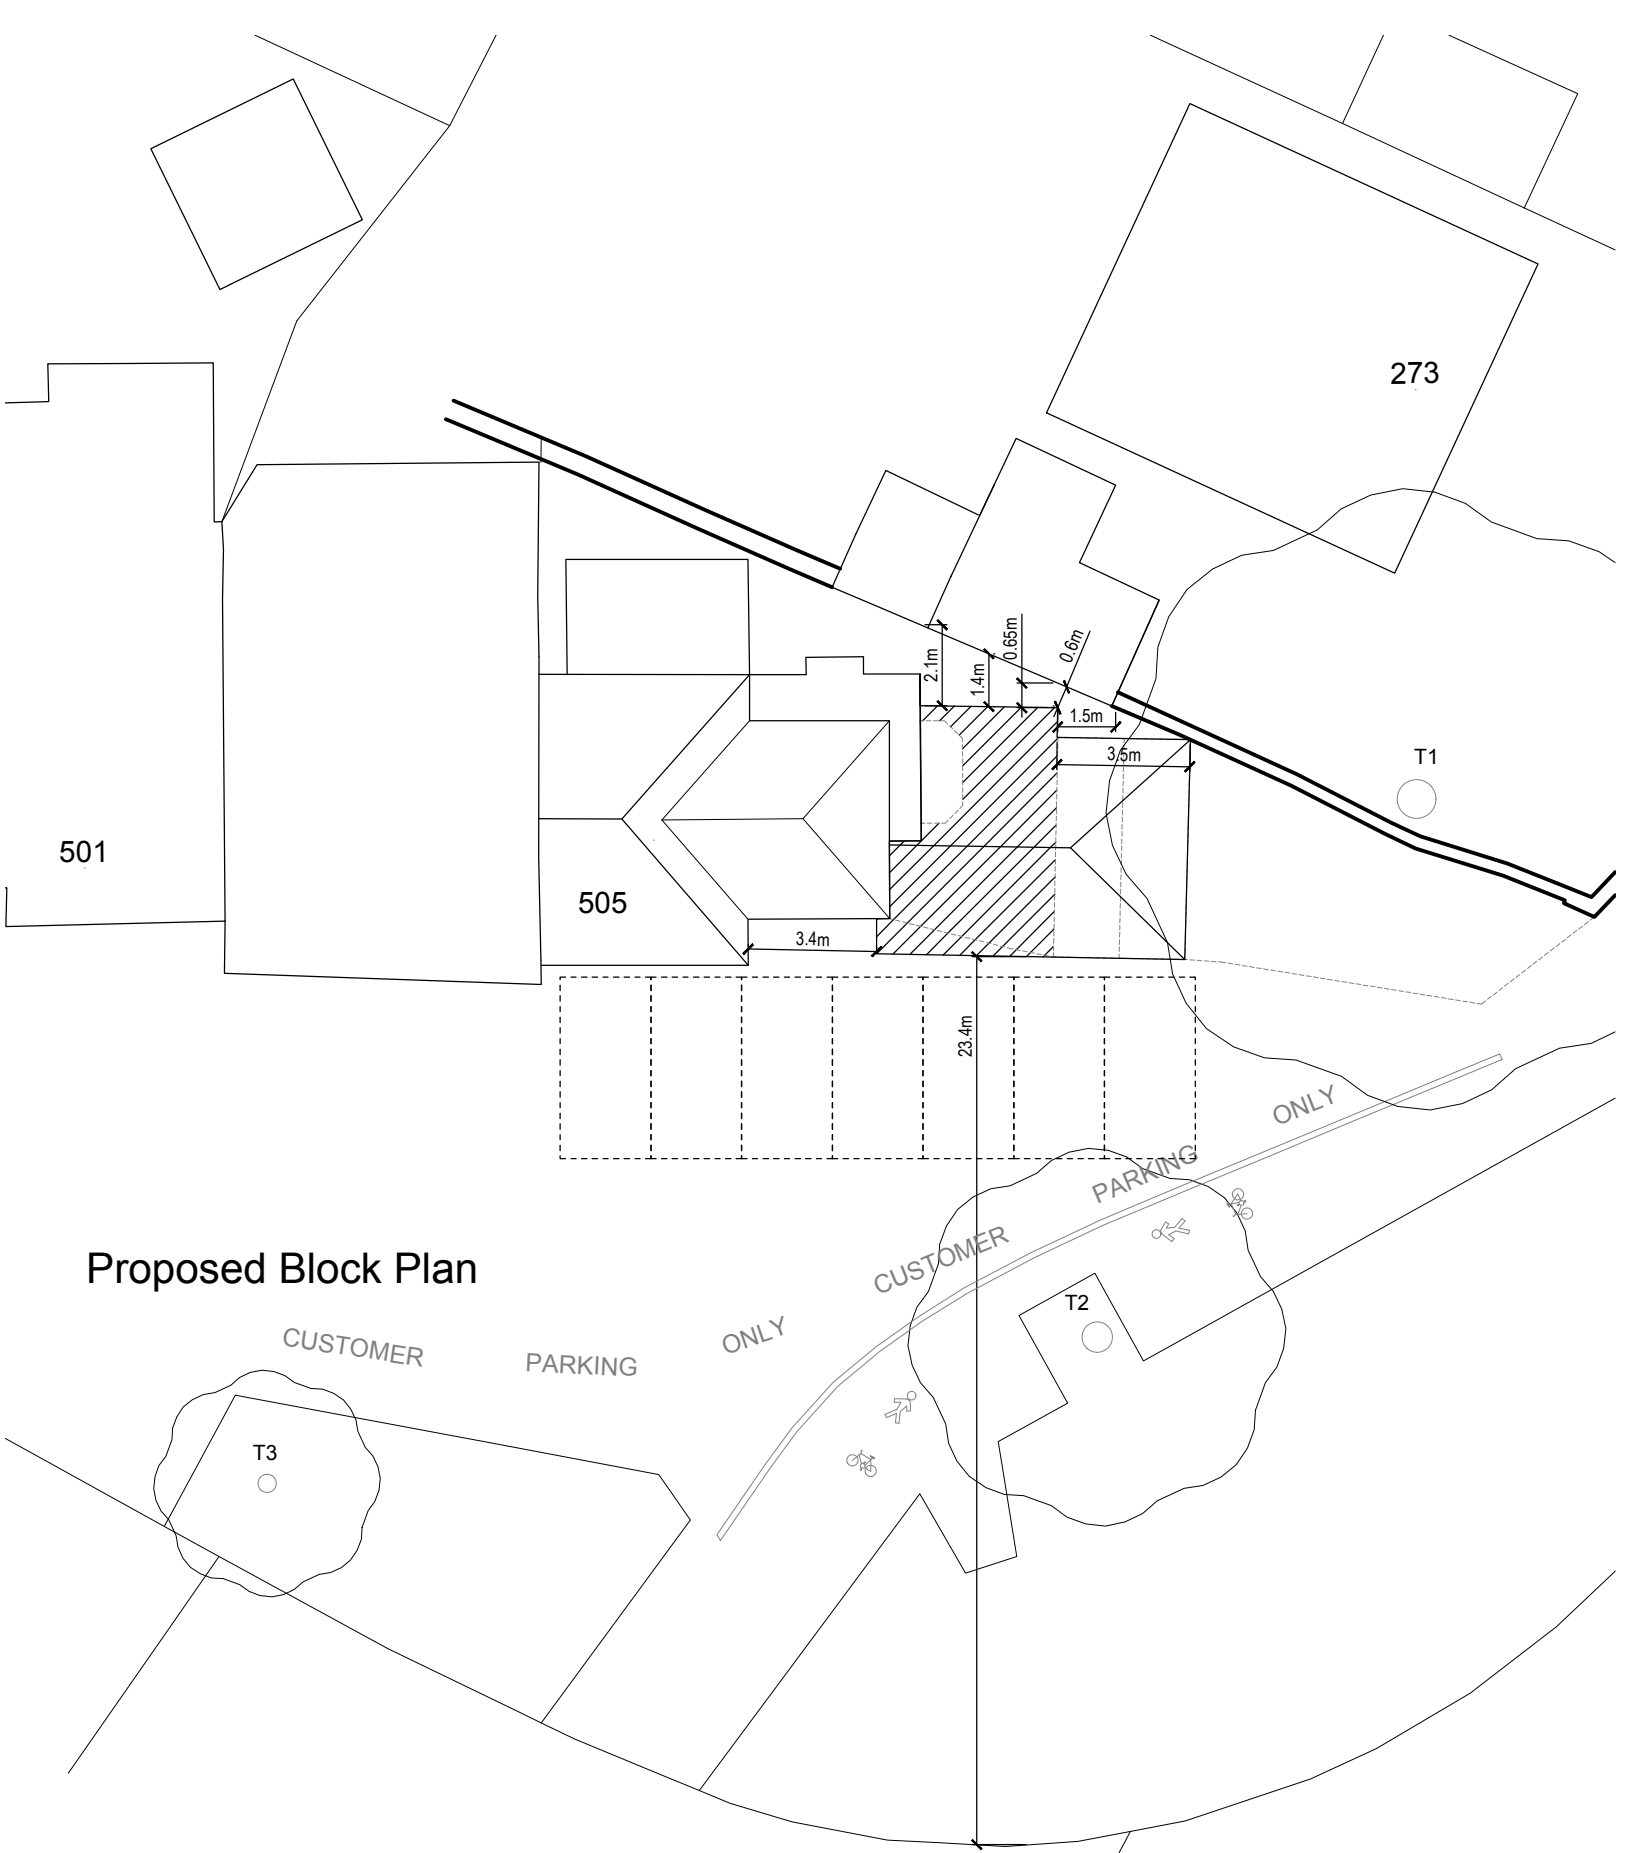 273
0.65m
0.6m
2.1m
1.4m
1.5m
3.5m
T1
501
505
3.4m
23.4m
CUSTOMER PARKING ONLY
Proposed Block Plan
T2
CUSTOMER PARKING ONLY
T3